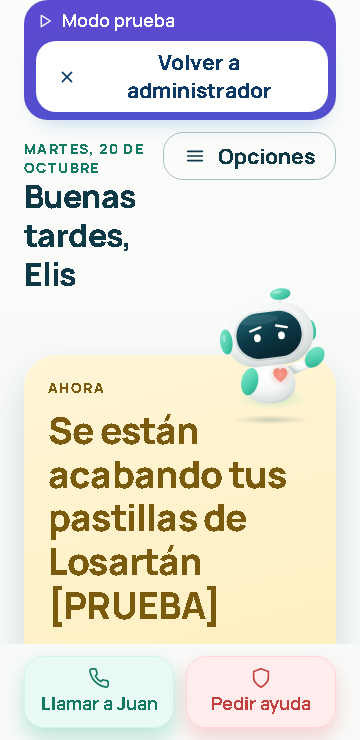 Modo prueba
Volver a
administrador
MARTES, 20 DE
OCTUBRE
Opciones
Buenas
tardes,
Elis
AHORA
Se están
acabando tus
pastillas de
Losartán
[PRUEBA]
Llamar a Juan
Pedir ayuda